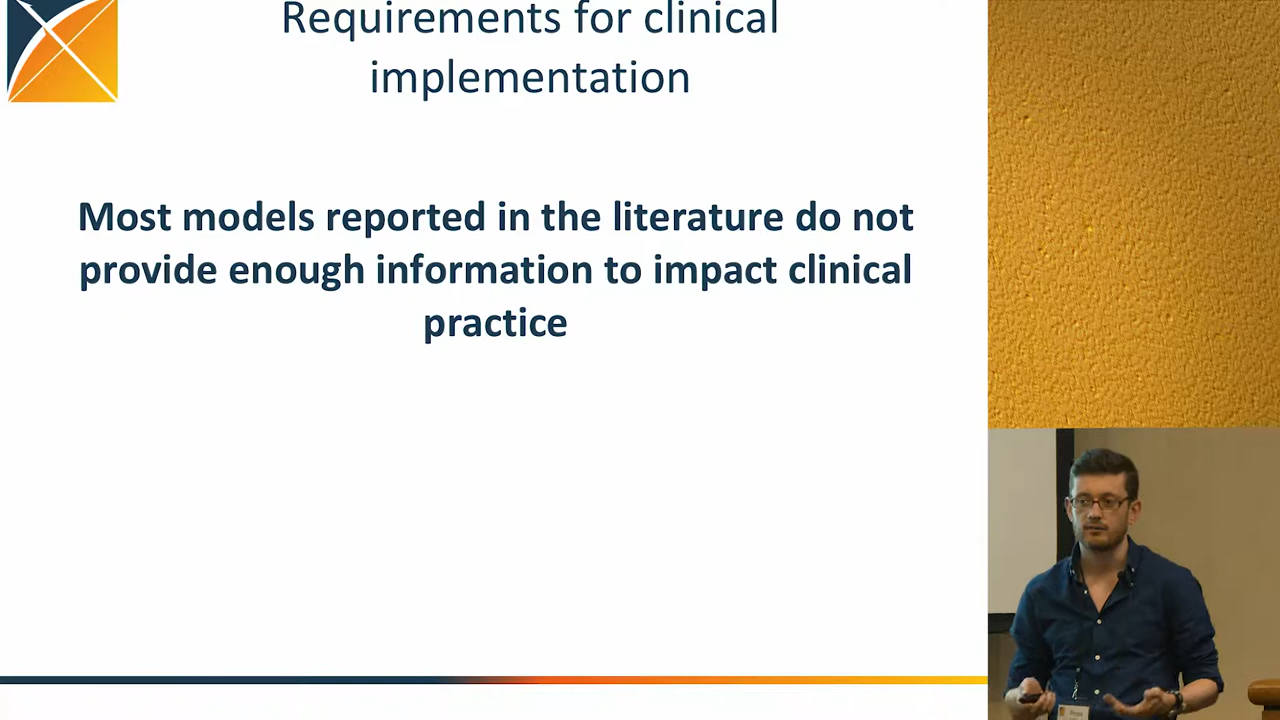 Requirements for clinical
implementation
Most models reported in the literature do not
provide enough information to impact clinical
practice